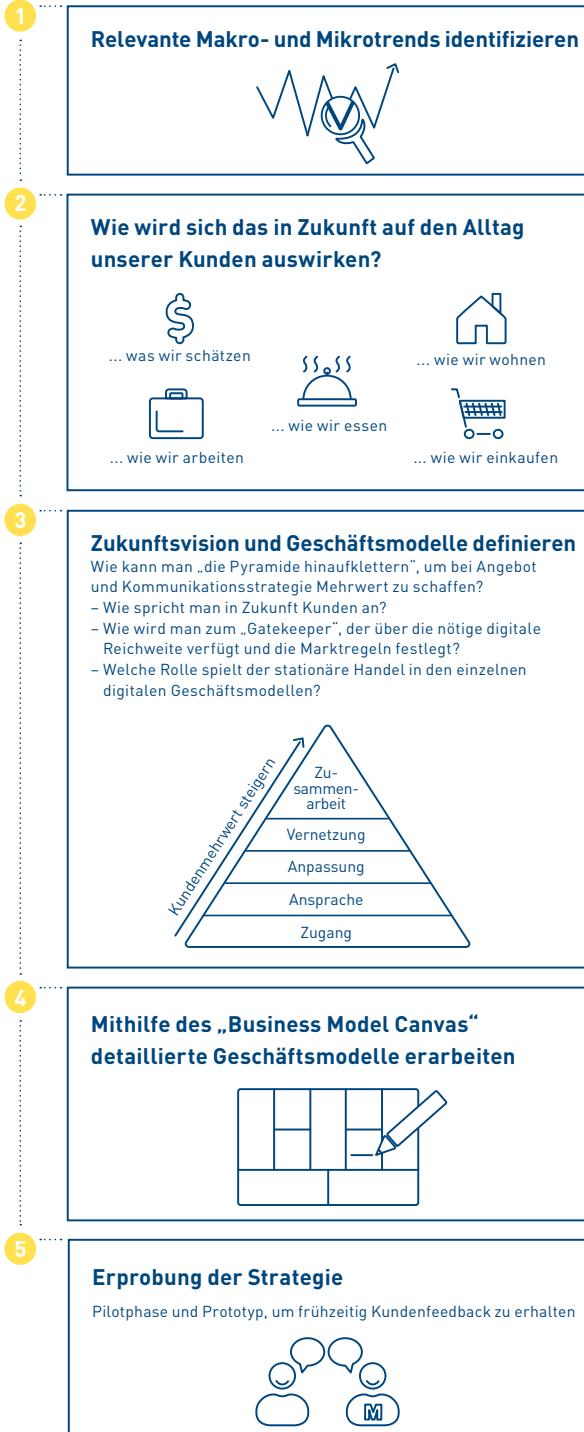 1
Relevante Makro- und Mikrotrends identifizieren
2
Wie wird sich das in Zukunft auf den Alltag
unserer Kunden auswirken?
... was wir schätzen
... wie wir wohnen
... wie wir essen
... wie wir arbeiten
... wie wir einkaufen
3
Zukunftsvision und Geschäftsmodelle definieren
Wie kann man „die Pyramide hinaufklettern“, um bei Angebot
und Kommunikationsstrategie Mehrwert zu schaffen?
– Wie spricht man in Zukunft Kunden an?
– Wie wird man zum „Gatekeeper“, der über die nötige digitale
Reichweite verfügt und die Marktregeln festlegt?
– Welche Rolle spielt der stationäre Handel in den einzelnen
digitalen Geschäftsmodellen?
Kundenmehrwert steigern
Zu-
sammen-
arbeit
Vernetzung
Anpassung
Ansprache
Zugang
4
Mithilfe des „Business Model Canvas“
detaillierte Geschäftsmodelle erarbeiten
5
Erprobung der Strategie
Pilotphase und Prototyp, um frühzeitig Kundenfeedback zu erhalten
M